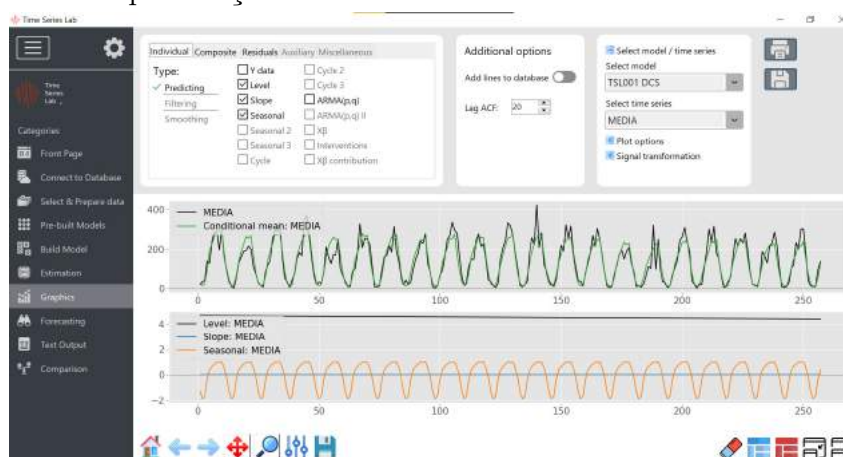 Time Series Lab
Individual Composite Residuals Auxiliary Miscellaneous
Type:
Predicting
Filtering
Smoothing
Y data
Level
Slope
Seasonal
Seasonal 2
Seasonal 3
Cycle
Cycle 2
Cycle 3
ARMA(p,q)
ARMA(p,q) II
Xβ
Interventions
Xβ contribution
Additional options
Add lines to database
Lag ACF: 20
Select model / time series
Select model
TSL001 DCS
Select time series
MEDIA
Plot options
Signal transformation
Time
Series
Lab
Categories
Front Page
Connect to Database
Select & Prepare data
Pre-built Models
Build Model
Estimation
Graphics
Forecasting
Text Output
Comparison
MEDIA
Conditional mean: MEDIA
400
200
0
0 50 100 150 200 250
Level: MEDIA
Slope: MEDIA
Seasonal: MEDIA
4
2
0
−2
0 50 100 150 200 250